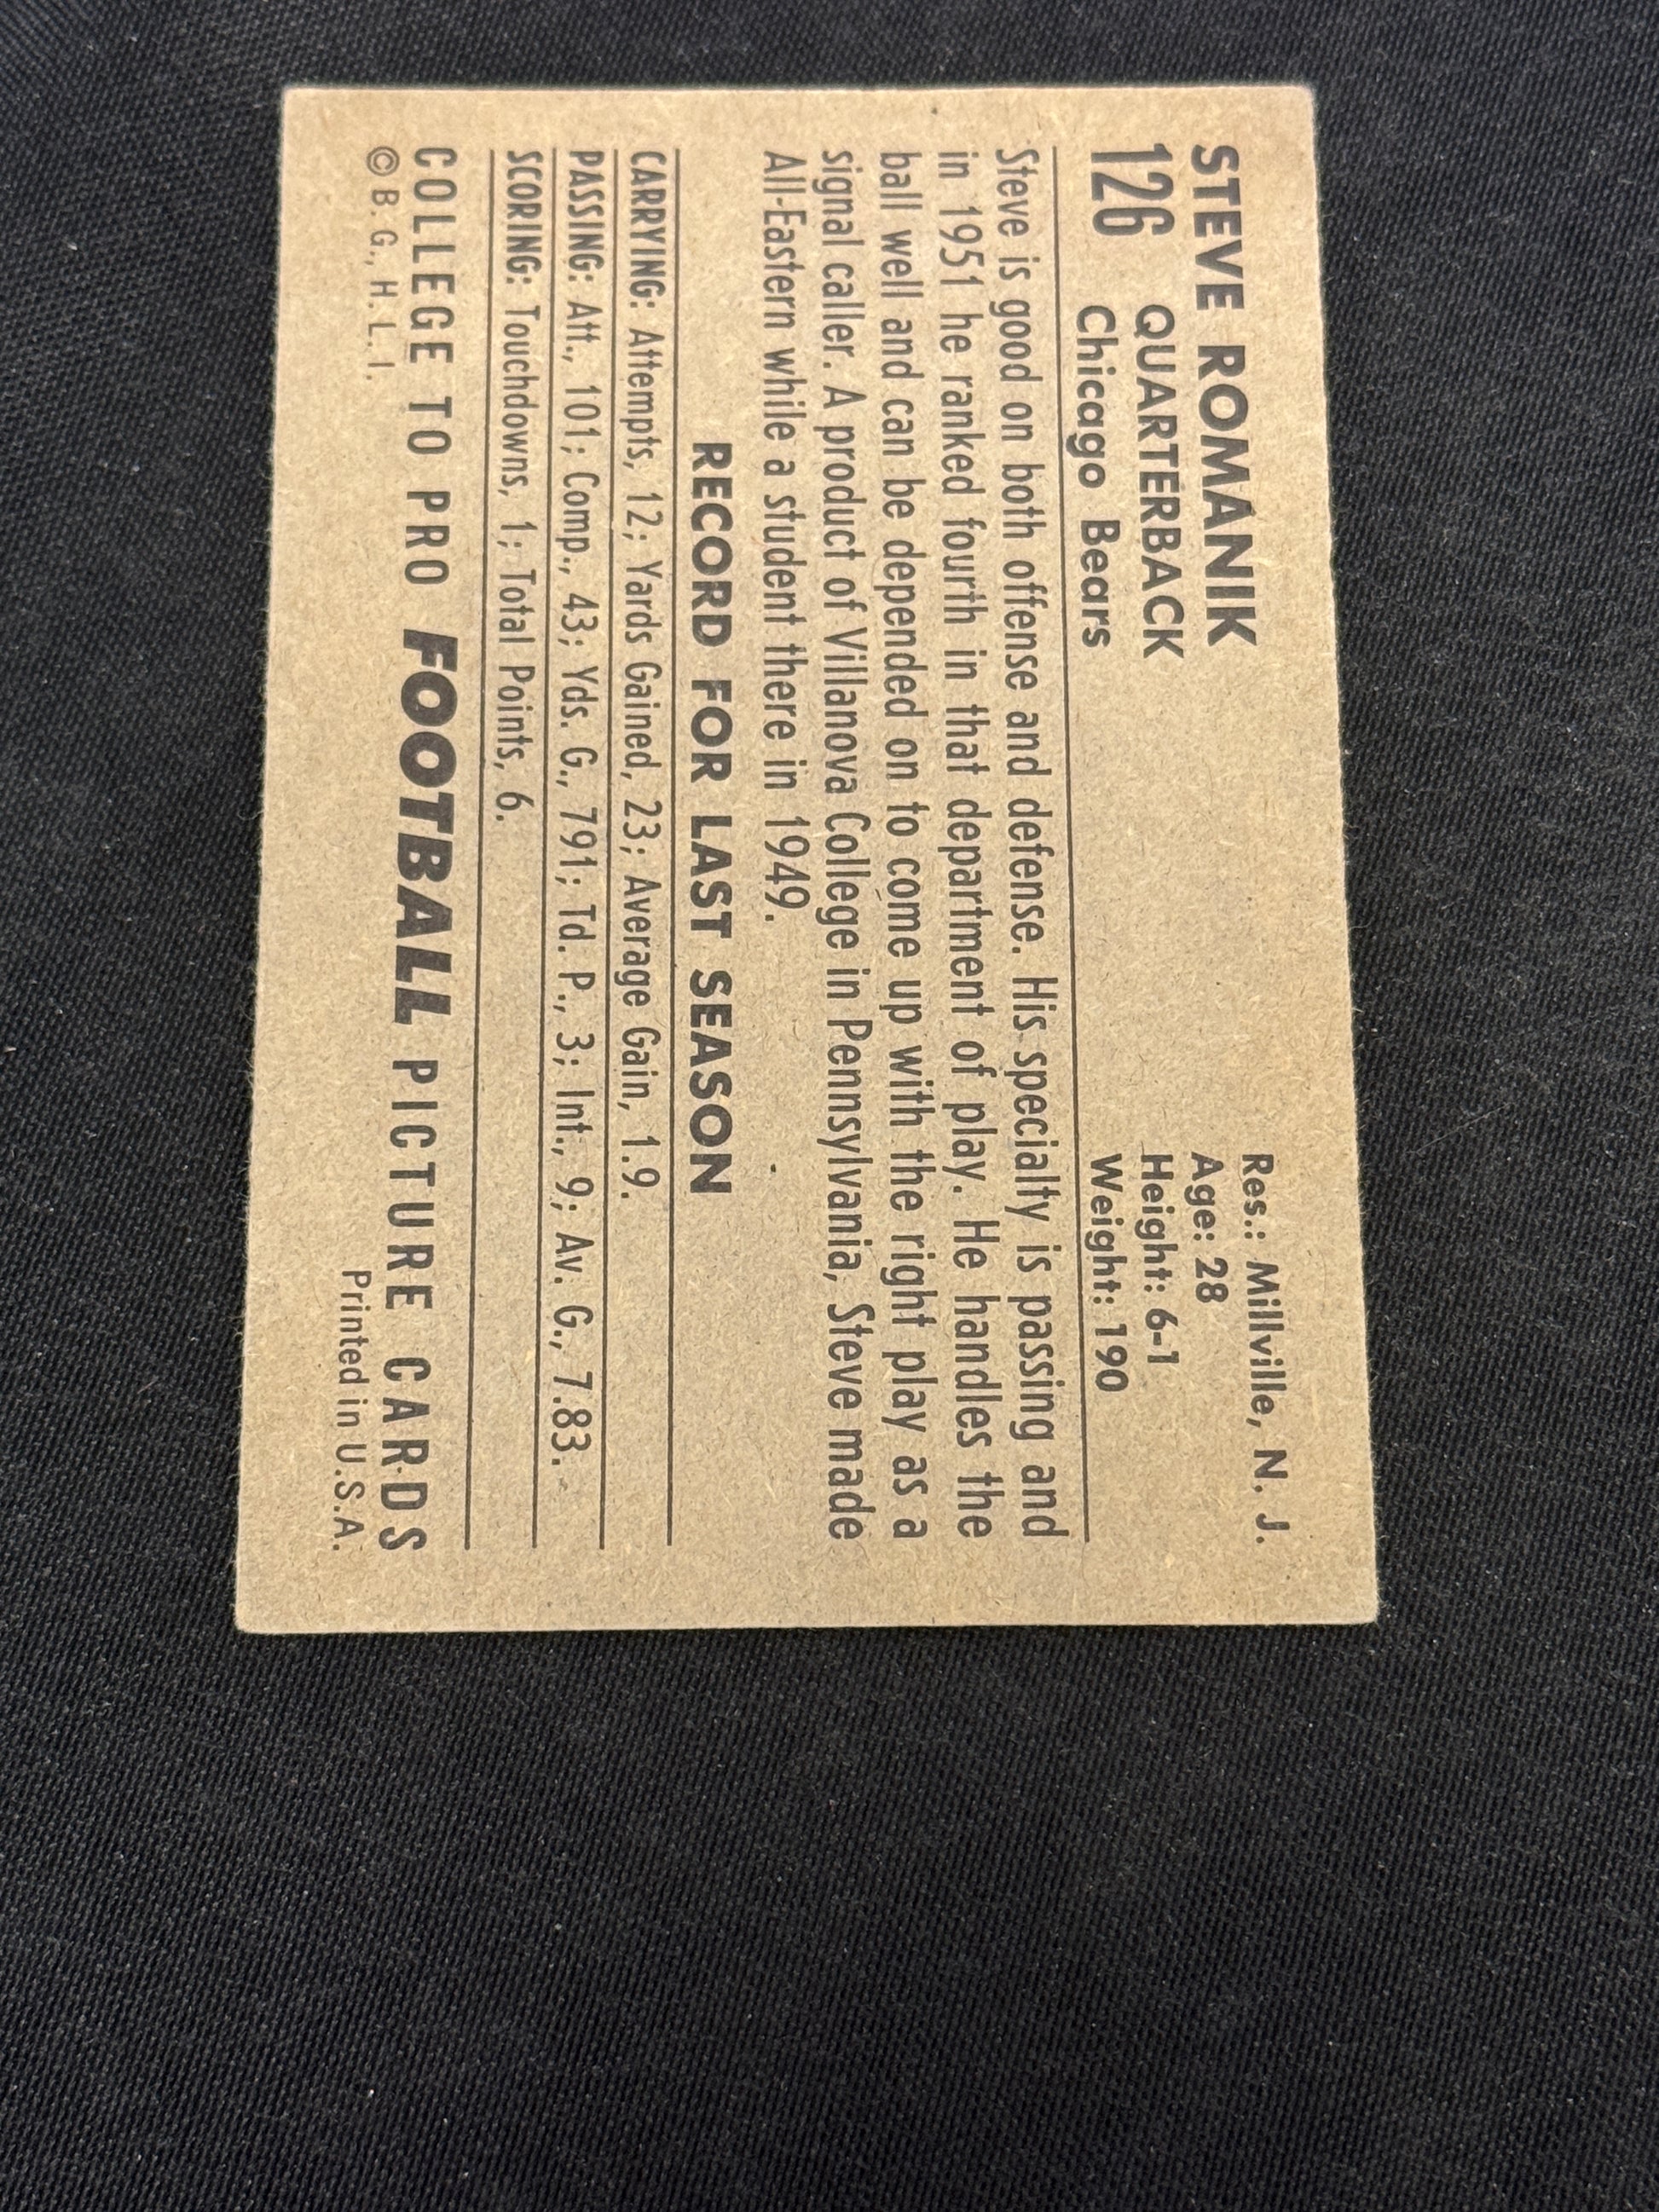 STEVE ROMANIK
126 QUARTERBACK
Chicago Bears
Res.: Millville, N. J.
Age: 28
Height: 6-1
Weight: 190
Steve is good on both offense and defense. His specialty is passing and
in 1951 he ranked fourth in that department of play. He handles the
ball well and can be depended on to come up with the right play as a
signal caller. A product of Villanova College in Pennsylvania, Steve made
All-Eastern while a student there in 1949.
RECORD FOR LAST SEASON
CARRYING: Attempts, 12; Yards Gained, 23; Average Gain, 1.9.
PASSING: Att., 101; Comp., 43; Yds. G., 791; Td. P., 3; Int., 9; Av. G., 7.83.
SCORING: Touchdowns, 1; Total Points, 6.
COLLEGE TO PRO FOOTBALL PICTURE CARDS
© B. G., H. L. I.
Printed in U.S.A.